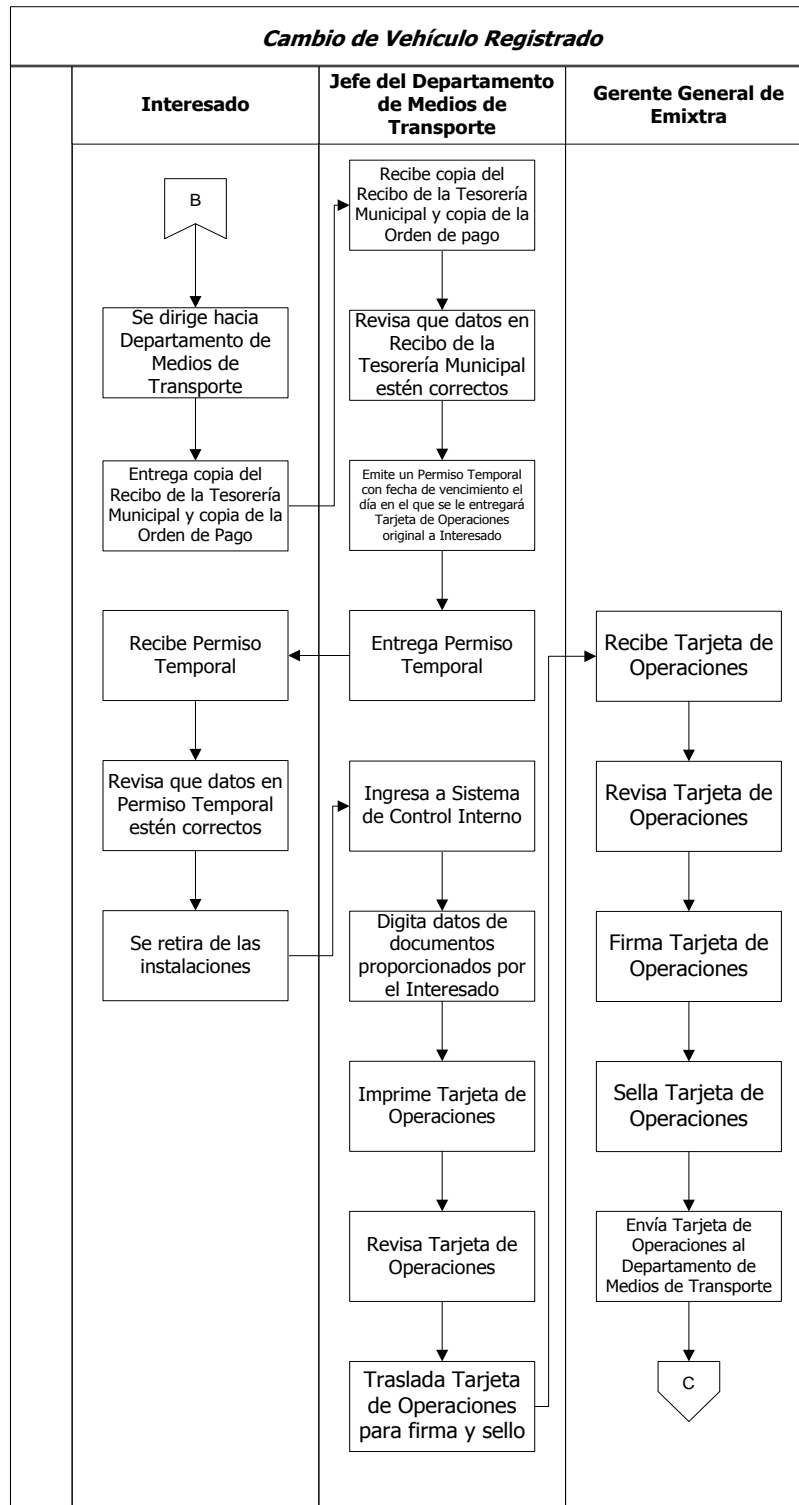 Cambio de Vehículo Registrado
Interesado
Jefe del Departamento
de Medios de
Transporte
Gerente General de
Emixtra
B
Se dirige hacia
Departamento de
Medios de
Transporte
Entrega copia del
Recibo de la Tesorería
Municipal y copia de la
Orden de Pago
Recibe copia del
Recibo de la Tesorería
Municipal y copia de la
Orden de pago
Revisa que datos en
Recibo de la
Tesorería Municipal
estén correctos
Emite un Permiso Temporal
con fecha de vencimiento el
día en el que se le entregará
Tarjeta de Operaciones
original a Interesado
Entrega Permiso
Temporal
Recibe Permiso
Temporal
Revisa que datos en
Permiso Temporal
estén correctos
Se retira de las
instalaciones
Ingresa a Sistema
de Control Interno
Digita datos de
documentos
proporcionados por
el Interesado
Imprime Tarjeta de
Operaciones
Revisa Tarjeta de
Operaciones
Traslada Tarjeta
de Operaciones
para firma y sello
Recibe Tarjeta de
Operaciones
Revisa Tarjeta de
Operaciones
Firma Tarjeta de
Operaciones
Sella Tarjeta de
Operaciones
Envía Tarjeta de
Operaciones al
Departamento de
Medios de Transporte
C